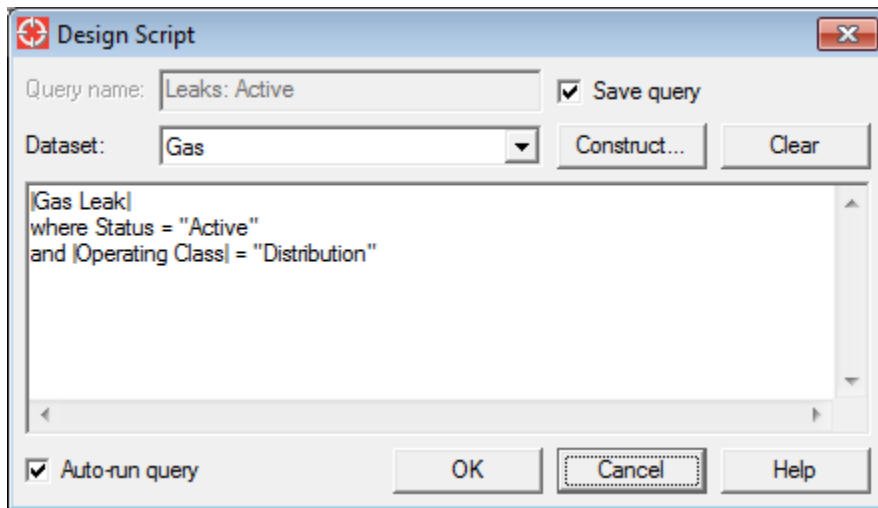 Design Script
Query name: Leaks: Active Save query
Dataset: Gas Construct... Clear
|Gas Leak|
where Status = "Active"
and |Operating Class| = "Distribution"
Auto-run query OK Cancel Help